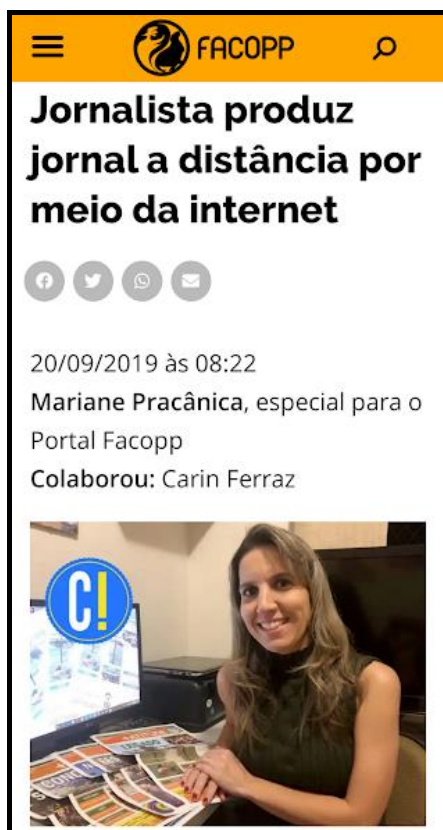 FACOPP
Jornalista produz
jornal a distância por
meio da internet
20/09/2019 às 08:22
Mariane Pracânica, especial para o
Portal Facopp
Colaborou: Carin Ferraz
C!